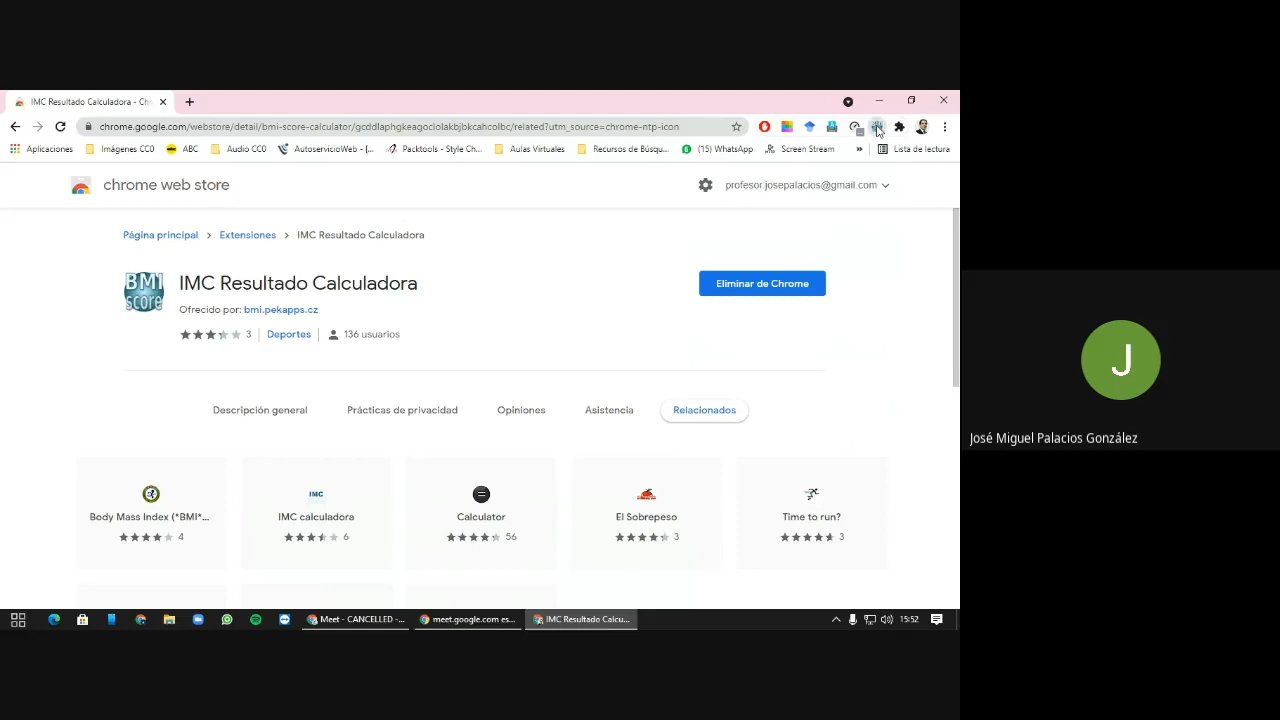 IMC Resultado Calculadora - Chr
chrome.google.com/webstore/detail/bmi-score-calculator/gcddlaphgkeagoclolakbjbkcahcolbc/related?utm_source=chrome-ntp-icon
Aplicaciones Imágenes CC0 ABC Audio CC0 AutoservicioWeb - [... Packtools - Style Ch... Aulas Virtuales Recursos de Búsqu... (15) WhatsApp Screen Stream » Lista de lectura
chrome web store profesor.josepalacios@gmail.com
Página principal > Extensiones > IMC Resultado Calculadora
BMI
score
IMC Resultado Calculadora
Eliminar de Chrome
Ofrecido por: bmi.pekapps.cz
3 Deportes 136 usuarios
Descripción general Prácticas de privacidad Opiniones Asistencia Relacionados
IMC
Body Mass Index (*BMI*... IMC calculadora Calculator El Sobrepeso Time to run?
4 6 56 3 3
Meet - CANCELLED -... meet.google.com es... IMC Resultado Calcu... 15:52
J
José Miguel Palacios González